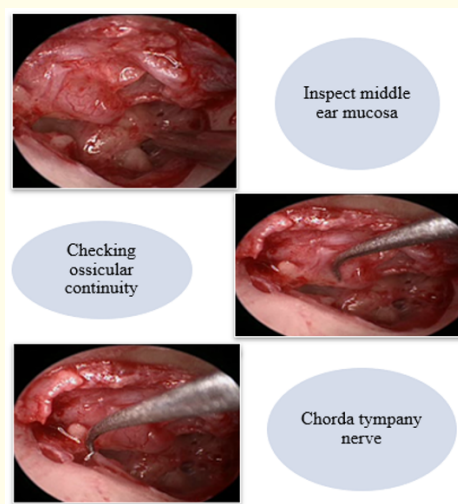 Inspect middle
ear mucosa
Checking
ossicular
continuity
Chorda tympany
nerve